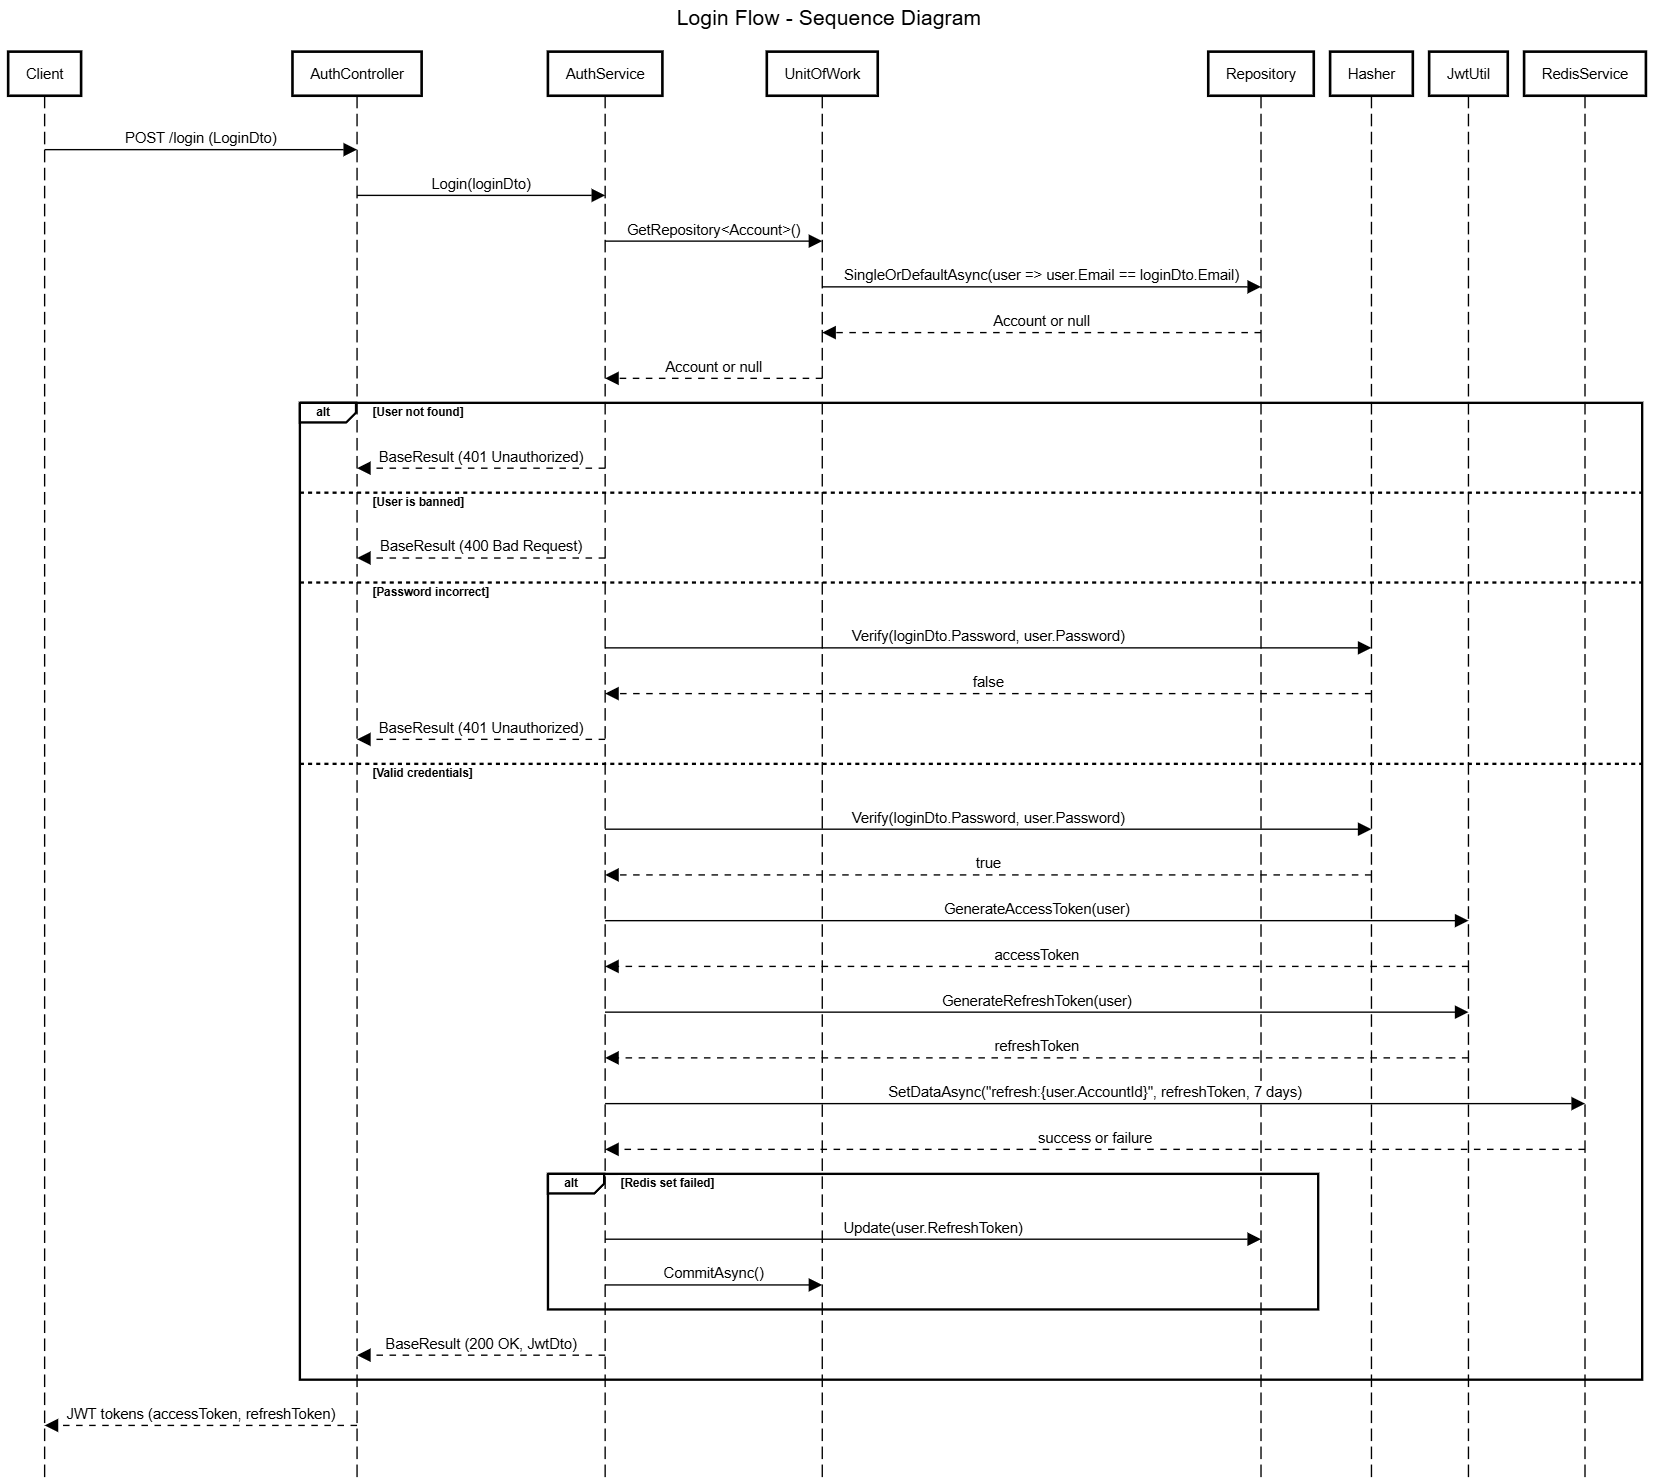 Login Flow - Sequence Diagram
Client
AuthController
AuthService
UnitOfWork
Repository
Hasher
JwtUtil
RedisService
POST /login (LoginDto)
Login(loginDto)
GetRepository<Account>()
SingleOrDefaultAsync(user => user.Email == loginDto.Email)
Account or null
Account or null
alt
[User not found]
BaseResult (401 Unauthorized)
[User is banned]
BaseResult (400 Bad Request)
[Password incorrect]
Verify(loginDto.Password, user.Password)
false
BaseResult (401 Unauthorized)
[Valid credentials]
Verify(loginDto.Password, user.Password)
true
GenerateAccessToken(user)
accessToken
GenerateRefreshToken(user)
refreshToken
SetDataAsync("refresh:{user.AccountId}", refreshToken, 7 days)
success or failure
alt
[Redis set failed]
Update(user.RefreshToken)
CommitAsync()
BaseResult (200 OK, JwtDto)
JWT tokens (accessToken, refreshToken)